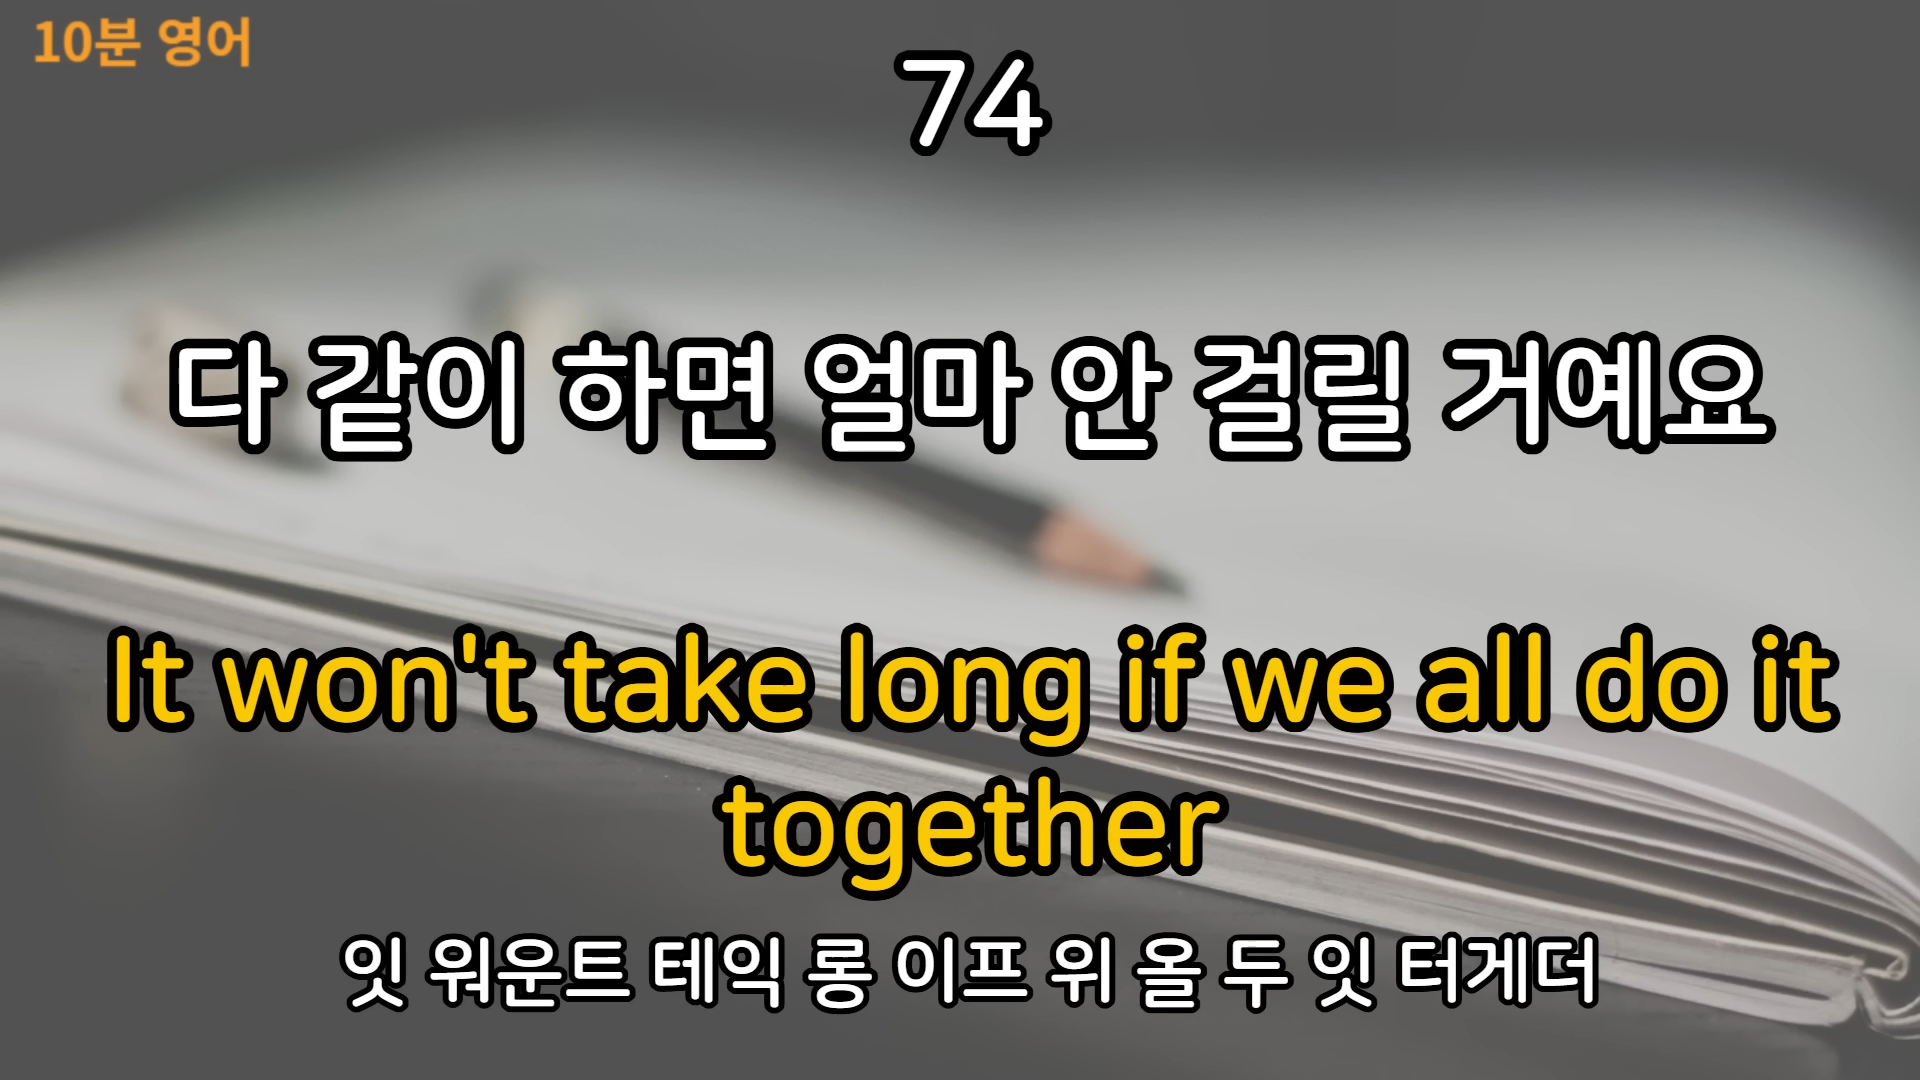 10분 영어
74
다 같이 하면 얼마 안 걸릴 거예요
It won't take long if we all do it
together
잇 워운트 테익 롱 이프 위 올 두 잇 터게더